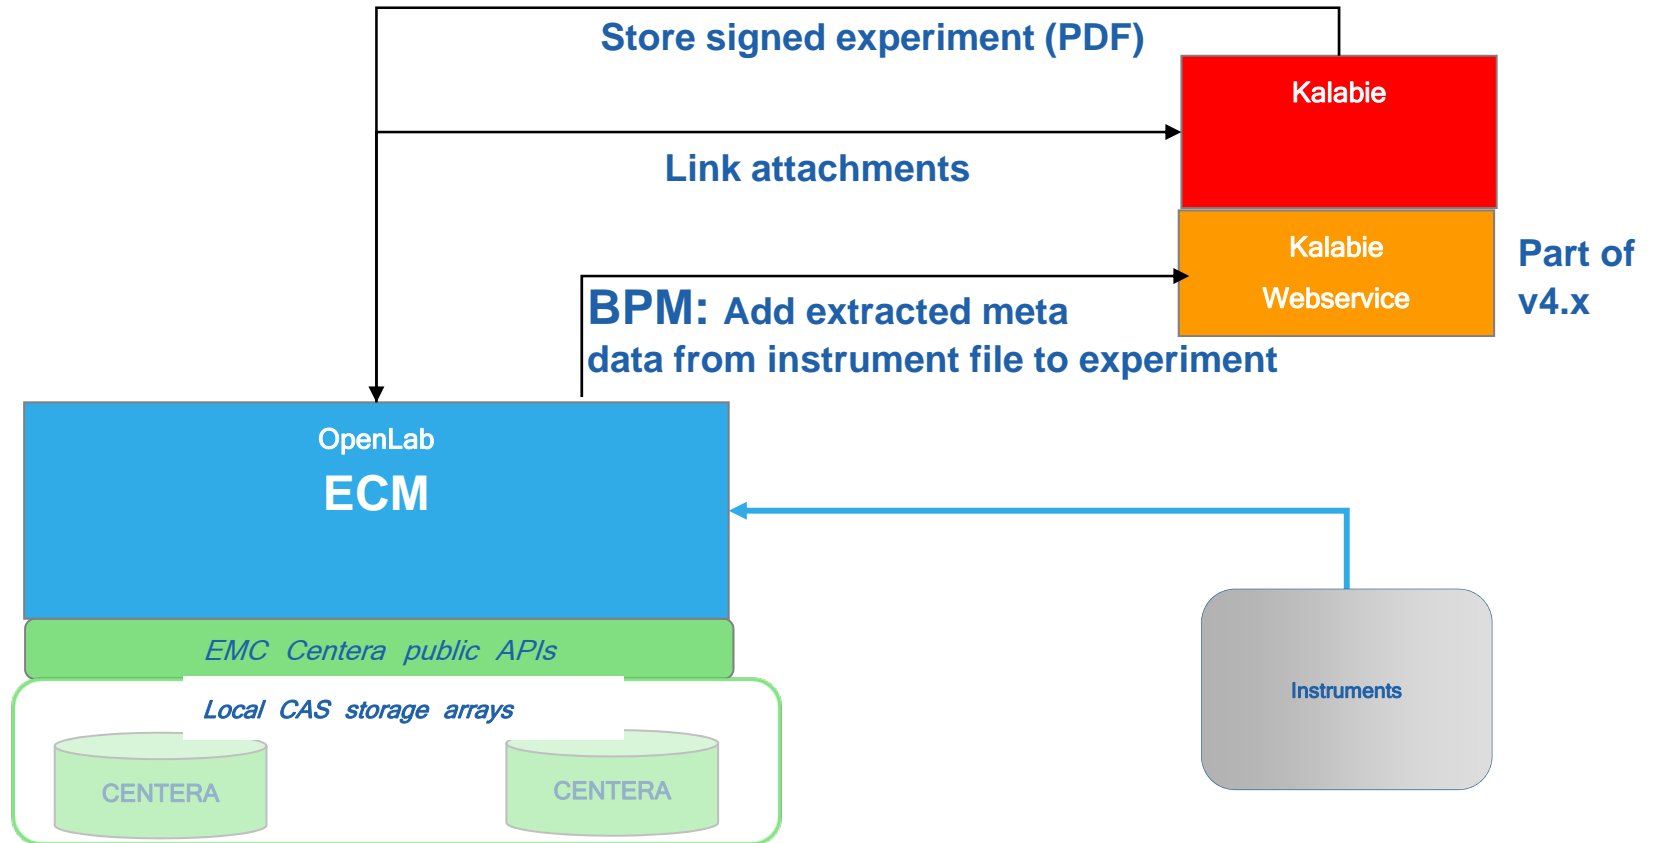 Store signed experiment (PDF)
Kalabie
Link attachments
Kalabie
Webservice
Part of
v4.x
BPM: Add extracted meta
data from instrument file to experiment
OpenLab
ECM
EMC Centera public APIs
Local CAS storage arrays
Instruments
CENTERA
CENTERA